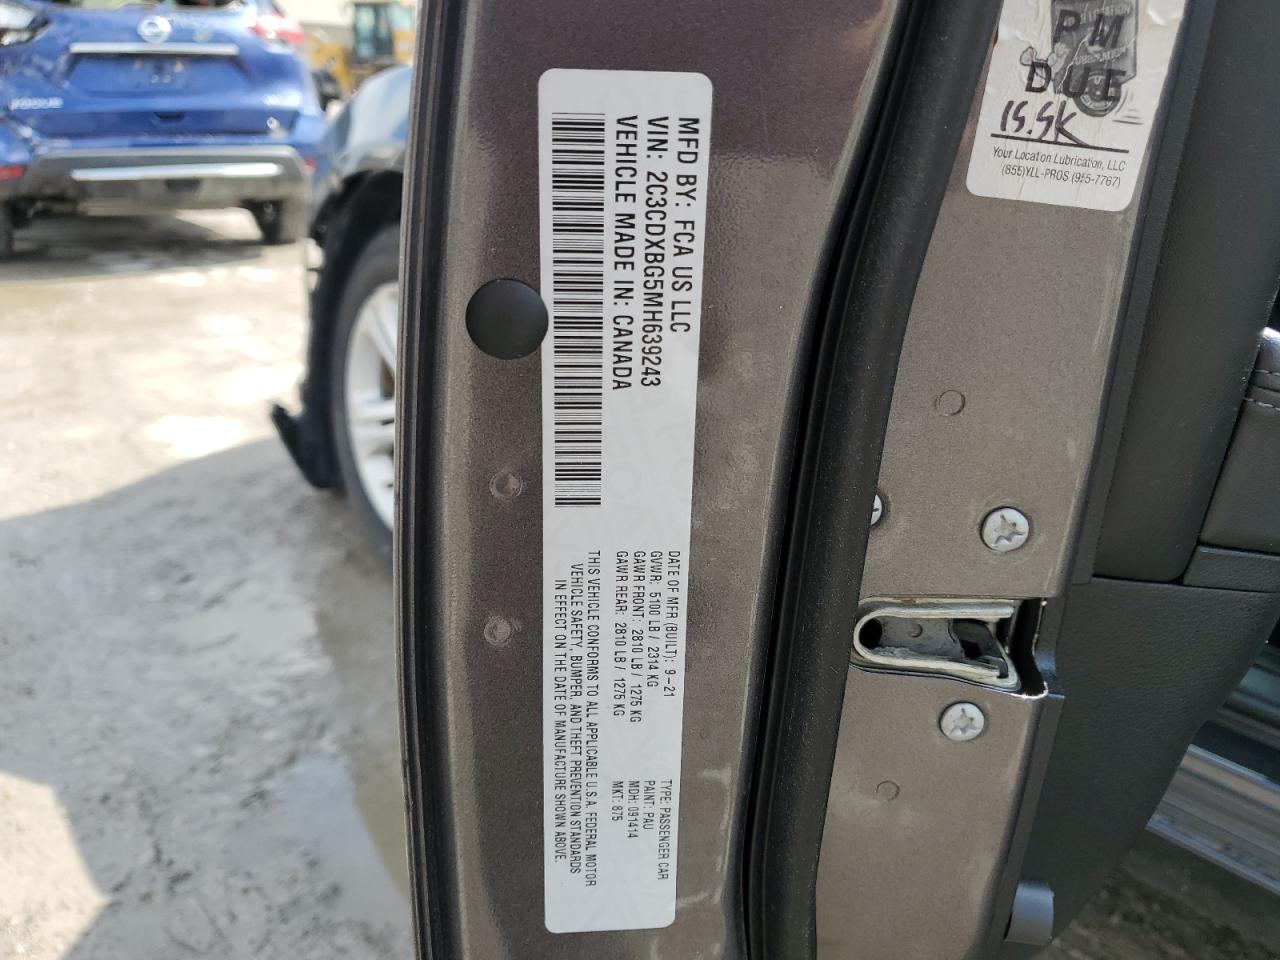 MFD BY: FCA US LLC
VIN: 2C3CDXBG5MH639243
VEHICLE MADE IN: CANADA
DATE OF MFR (BUILT): 9-21
GVWR: 5100 LB / 2314 KG
GAWR FRONT: 2810 LB / 1275 KG
GAWR REAR: 2810 LB / 1275 KG
THIS VEHICLE CONFORMS TO ALL APPLICABLE U.S.A. FEDERAL MOTOR
VEHICLE SAFETY, BUMPER, AND THEFT PREVENTION STANDARDS
IN EFFECT ON THE DATE OF MANUFACTURE SHOWN ABOVE.
TYPE: PASSENGER CAR
PAINT: PAU
MDH: 091414
MKT: 875
PM
DUE
15.5K
Your Location Lubrication, LLC
(855)YLL-PROS (955-7767)
ROGUE